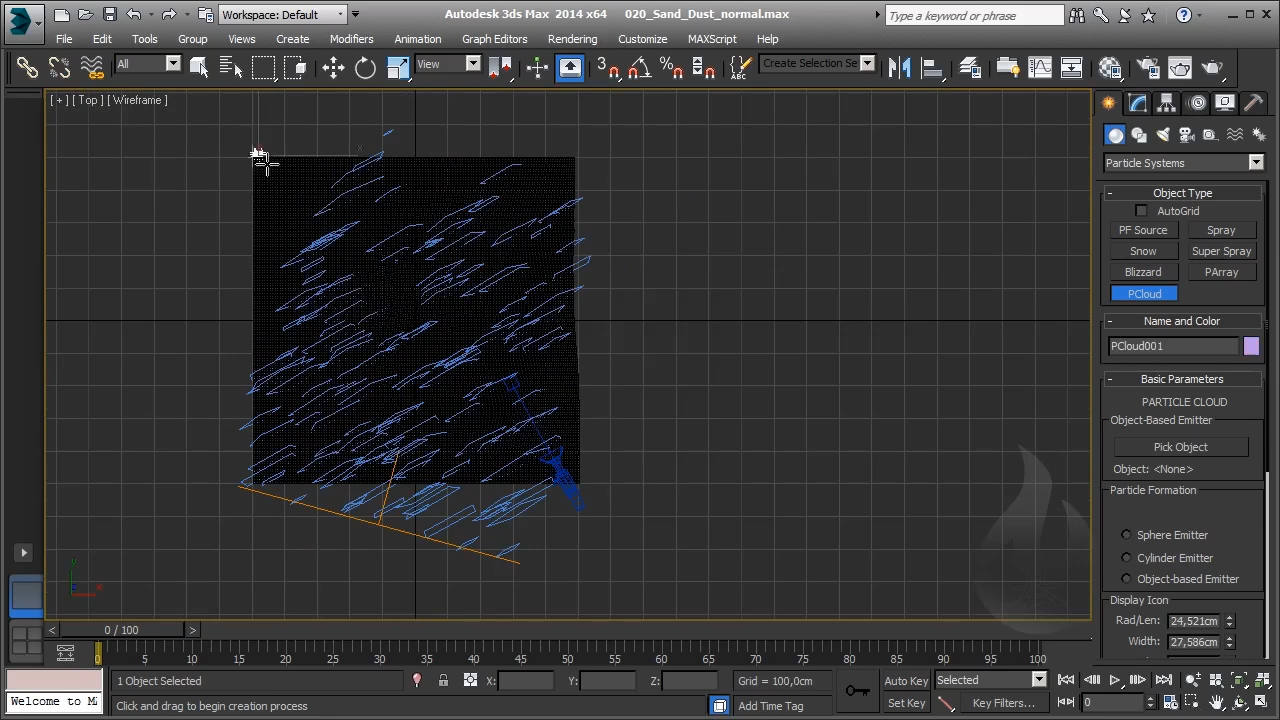 Workspace: Default
Autodesk 3ds Max 2014 x64 020_Sand_Dust_normal.max
Type a keyword or phrase
File Edit Tools Group Views Create Modifiers Animation Graph Editors Rendering Customize MAXScript Help
All View Create Selection Se
[ + ] [ Top ] [ Wireframe ]
Particle Systems
- Object Type
AutoGrid
PF Source Spray
Snow Super Spray
Blizzard PArray
PCloud
- Name and Color
PCloud001
- Basic Parameters
PARTICLE CLOUD
Object-Based Emitter
Pick Object
Object: <None>
Particle Formation
Sphere Emitter
Cylinder Emitter
Object-based Emitter
Display Icon
Rad/Len: 24,521cm
Width: 27,586cm
y
x
z
< 0 / 100 >
0 5 10 15 20 25 30 35 40 45 50 55 60 65 70 75 80 85 90 95 100
1 Object Selected X: Y: Z: Grid = 100,0cm Auto Key Selected
Welcome to M Click and drag to begin creation process Add Time Tag Set Key Key Filters... 0